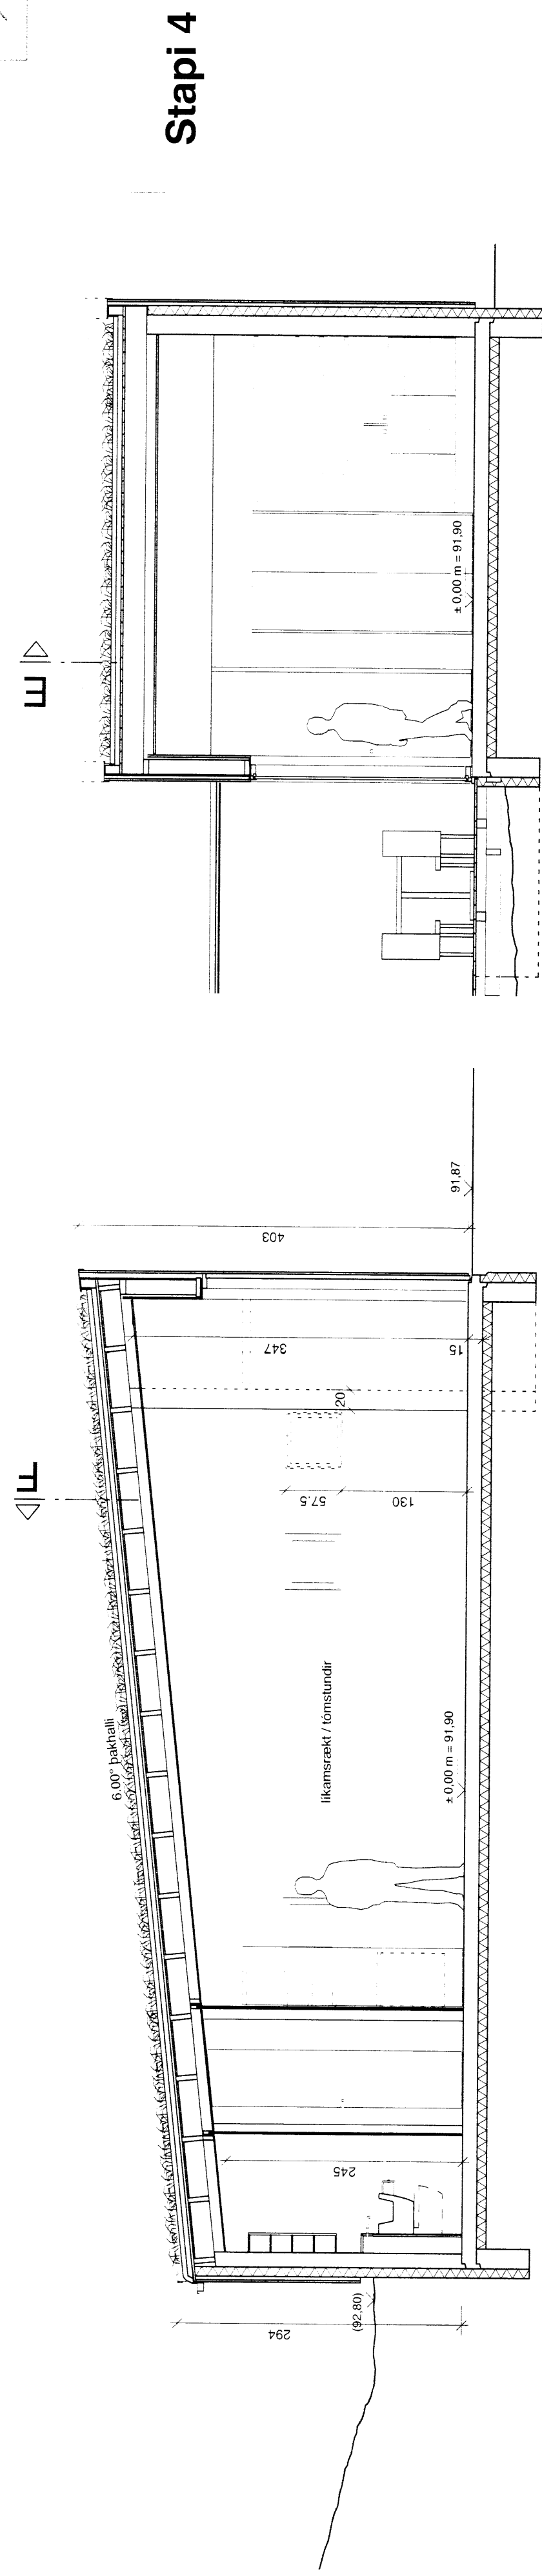 Stapi 4
E
± 0,00 m = 91,90
91,87
403
347
15
20
F
57.5
130
6,00° þakhalli
líkamsrækt / tómstundir
± 0,00 m = 91,90
245
294
(92,80)